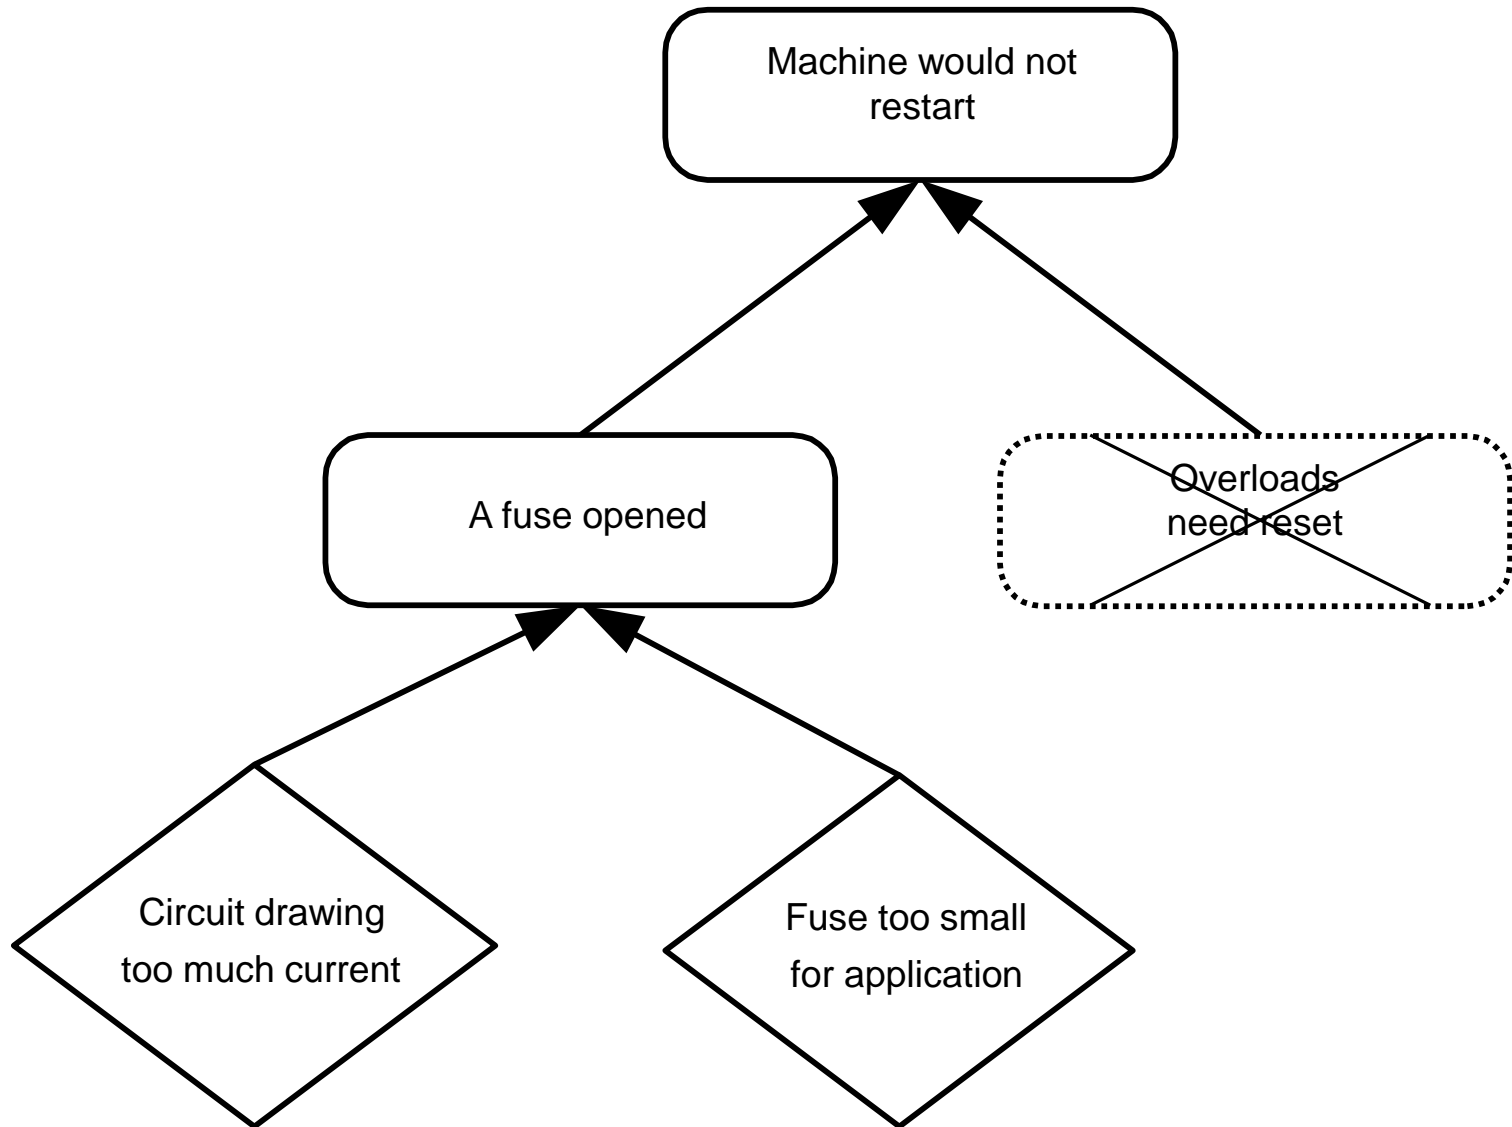 Machine would not
restart
A fuse opened
Overloads
need reset
Circuit drawing
too much current
Fuse too small
for application